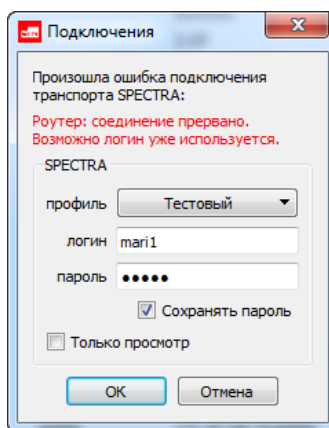 Подключения
Произошла ошибка подключения
транспорта SPECTRA:
Роутер: соединение прервано.
Возможно логин уже используется.
SPECTRA
профиль Тестовый
логин mari1
пароль ●●●●●
Сохранять пароль
Только просмотр
OK Отмена